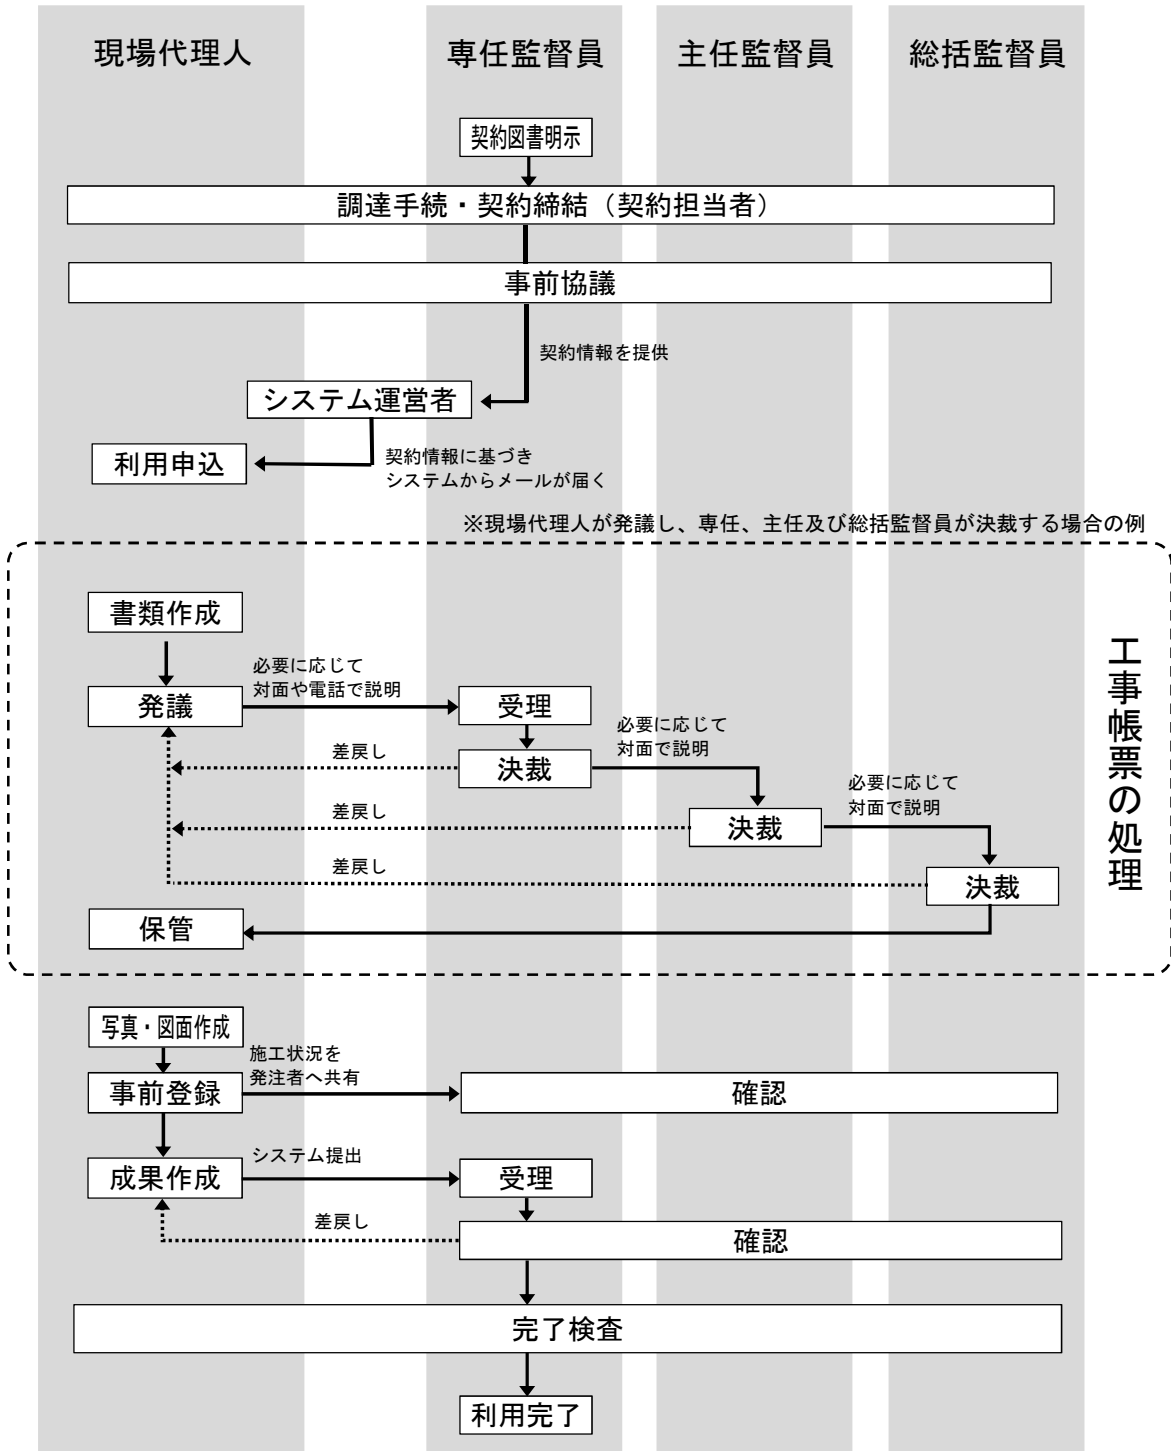 現場代理人
専任監督員
主任監督員
総括監督員
契約図書明示
調達手続・契約締結（契約担当者）
事前協議
契約情報を提供
システム運営者
利用申込
契約情報に基づき
システムからメールが届く
※現場代理人が発議し、専任、主任及び総括監督員が決裁する場合の例
工事帳票の処理
書類作成
必要に応じて
対面や電話で説明
発議
受理
必要に応じて
対面で説明
差戻し
決裁
必要に応じて
対面で説明
差戻し
決裁
差戻し
決裁
保管
写真・図面作成
施工状況を
発注者へ共有
事前登録
確認
システム提出
成果作成
受理
差戻し
確認
完了検査
利用完了